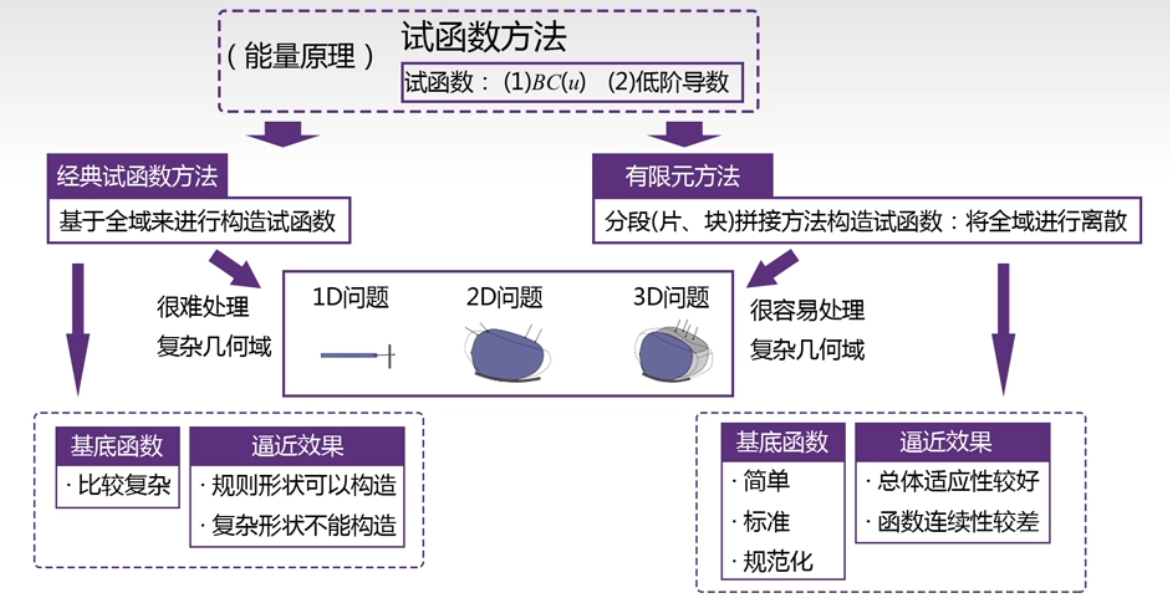 试函数方法
（能量原理）
试函数： (1)BC(u) (2)低阶导数
经典试函数方法
基于全域来进行构造试函数
有限元方法
分段(片、块)拼接方法构造试函数：将全域进行离散
很难处理
复杂几何域
1D问题
2D问题
3D问题
很容易处理
复杂几何域
基底函数
· 比较复杂
逼近效果
· 规则形状可以构造
· 复杂形状不能构造
基底函数
· 简单
· 标准
· 规范化
逼近效果
· 总体适应性较好
· 函数连续性较差